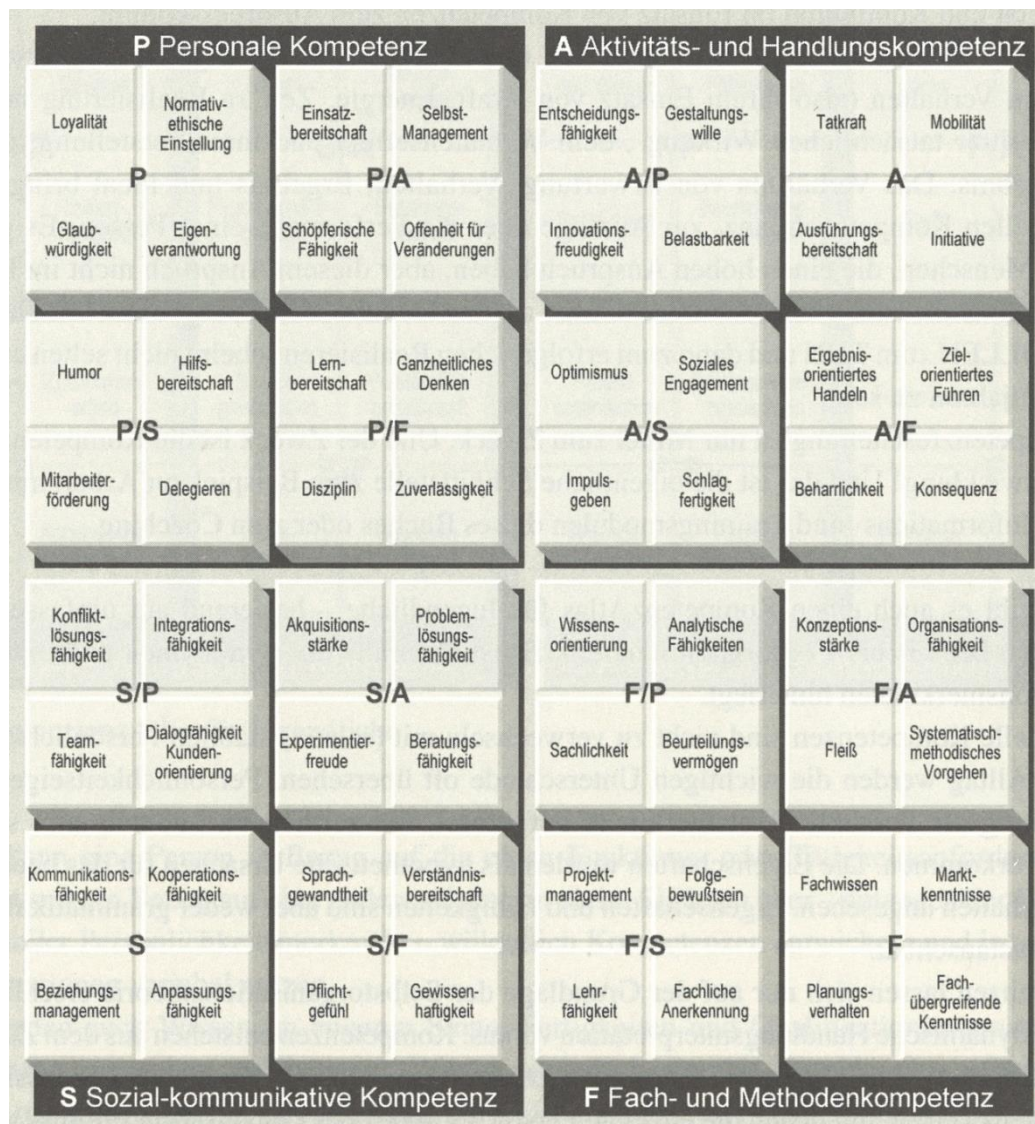 P Personale Kompetenz
Loyalität
Normativ-
ethische
Einstellung
P
Glaub-
würdigkeit
Eigen-
verantwortung
Einsatz-
bereitschaft
Selbst-
Management
P/A
Schöpferische
Fähigkeit
Offenheit für
Veränderungen
Humor
Hilfs-
bereitschaft
P/S
Mitarbeiter-
förderung
Delegieren
Lern-
bereitschaft
Ganzheitliches
Denken
P/F
Disziplin
Zuverlässigkeit
A Aktivitäts- und Handlungskompetenz
Entscheidungs-
fähigkeit
Gestaltungs-
wille
A/P
Innovations-
freudigkeit
Belastbarkeit
Tatkraft
Mobilität
A
Ausführungs-
bereitschaft
Initiative
Optimismus
Soziales
Engagement
A/S
Impuls-
geben
Schlag-
fertigkeit
Ergebnis-
orientiertes
Handeln
Ziel-
orientiertes
Führen
A/F
Beharrlichkeit
Konsequenz
Konflikt-
lösungs-
fähigkeit
Integrations-
fähigkeit
S/P
Team-
fähigkeit
Dialogfähigkeit
Kunden-
orientierung
Akquisitions-
stärke
Problem-
lösungs-
fähigkeit
S/A
Experimentier-
freude
Beratungs-
fähigkeit
Kommunikations-
fähigkeit
Kooperations-
fähigkeit
S
Beziehungs-
management
Anpassungs-
fähigkeit
Sprach-
gewandtheit
Verständnis-
bereitschaft
S/F
Pflicht-
gefühl
Gewissen-
haftigkeit
S Sozial-kommunikative Kompetenz
Wissens-
orientierung
Analytische
Fähigkeiten
F/P
Sachlichkeit
Beurteilungs-
vermögen
Konzeptions-
stärke
Organisations-
fähigkeit
F/A
Fleiß
Systematisch-
methodisches
Vorgehen
Projekt-
management
Folge-
bewußtsein
F/S
Lehr-
fähigkeit
Fachliche
Anerkennung
Fachwissen
Markt-
kenntnisse
F
Planungs-
verhalten
Fach-
übergreifende
Kenntnisse
F Fach- und Methodenkompetenz